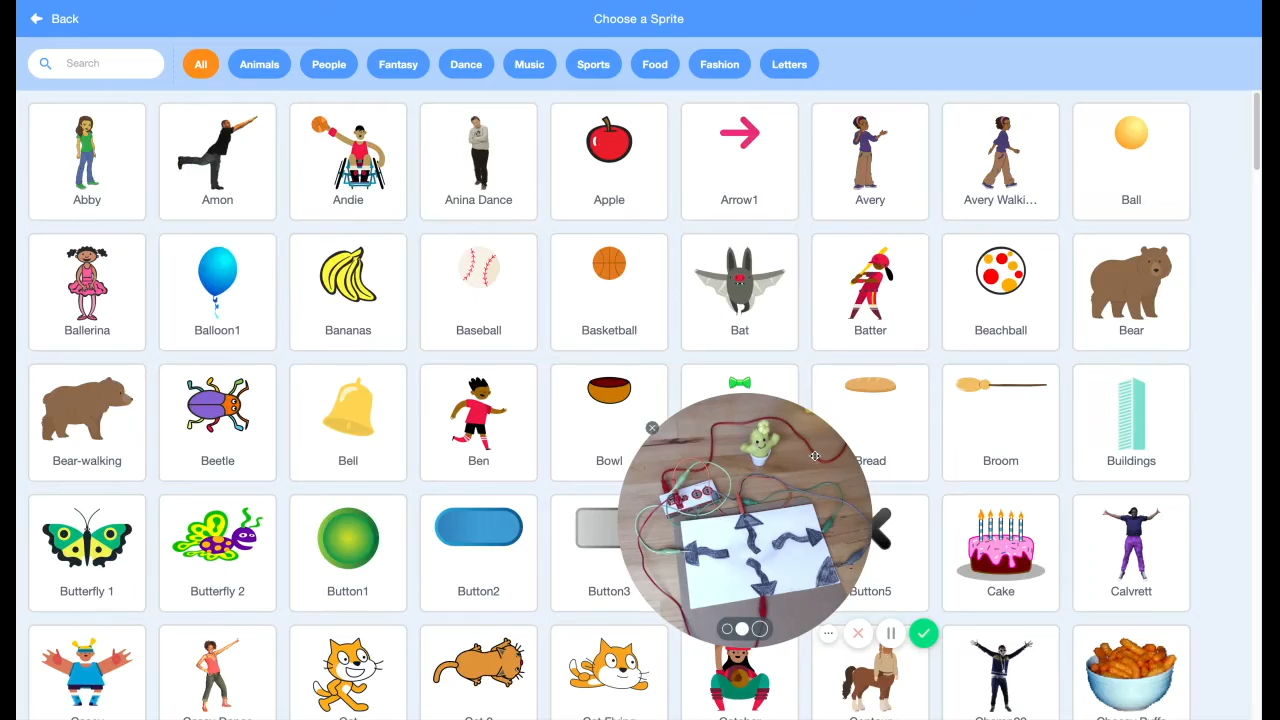 Back
Choose a Sprite
Search
All
Animals
People
Fantasy
Dance
Music
Sports
Food
Fashion
Letters
Abby
Amon
Andie
Anina Dance
Apple
Arrow1
Avery
Avery Walki...
Ball
Ballerina
Balloon1
Bananas
Baseball
Basketball
Bat
Batter
Beachball
Bear
Bear-walking
Beetle
Bell
Ben
Bowl
Bread
Broom
Buildings
Butterfly 1
Butterfly 2
Button1
Button2
Button3
Button5
Cake
Calvrett